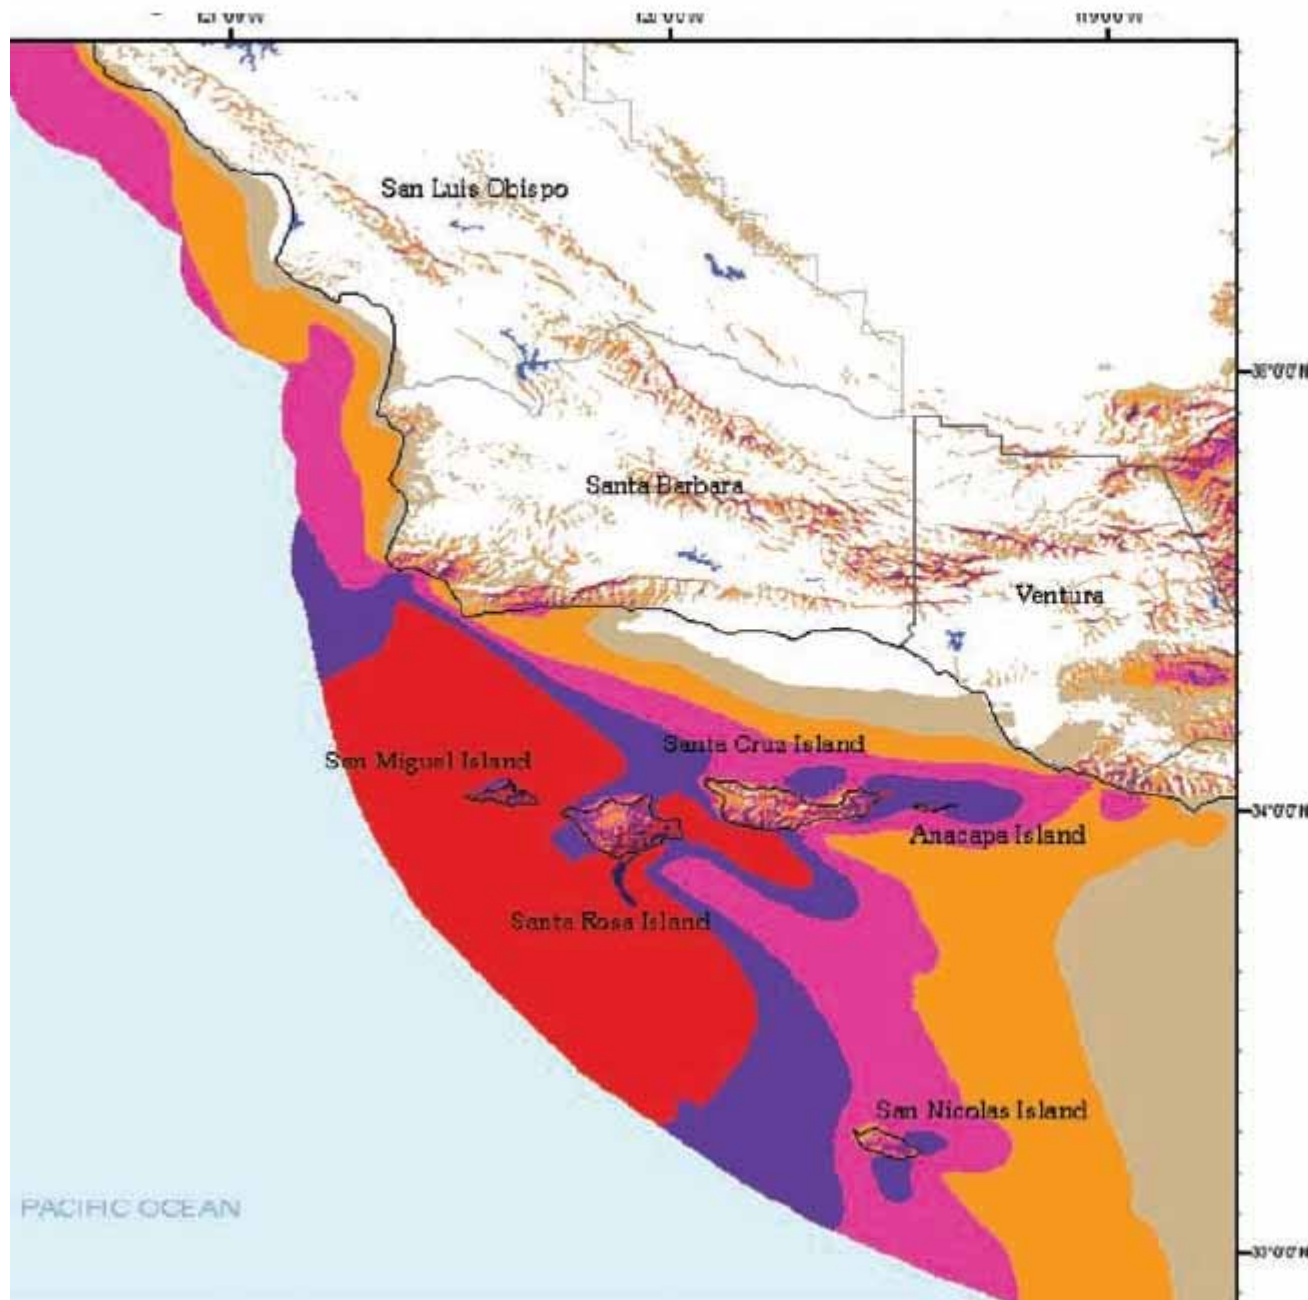 San Luis Obispo
Santa Barbara
Ventura
Santa Cruz Island
San Miguel Island
Anacapa Island
Santa Rosa Island
San Nicolas Island
PACIFIC OCEAN